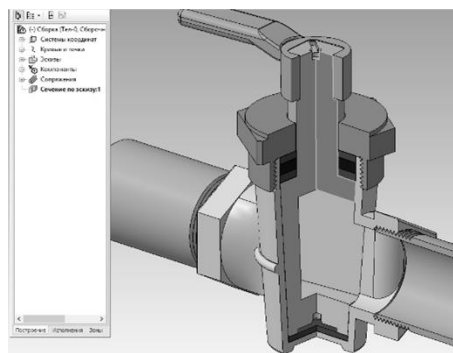 (-) Сборка (Тел-0, Сборочн
Системы координат
Кривые и точки
Эскизы
Компоненты
Сопряжения
Сечение по эскизу:1
Построение Исполнения Зоны